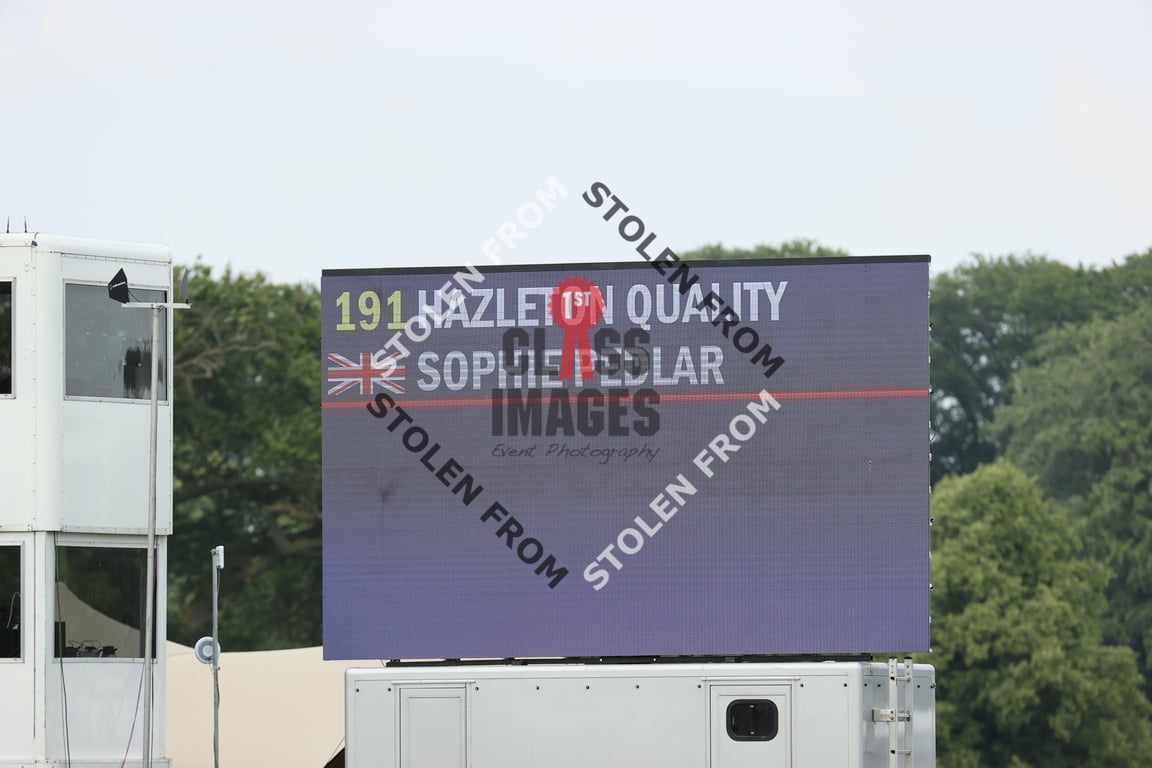 191 HAZLETON QUALITY
SOPHIE PEDLAR
1ST
CLASS
IMAGES
Event Photography
STOLEN FROM
STOLEN FROM
STOLEN FROM
STOLEN FROM